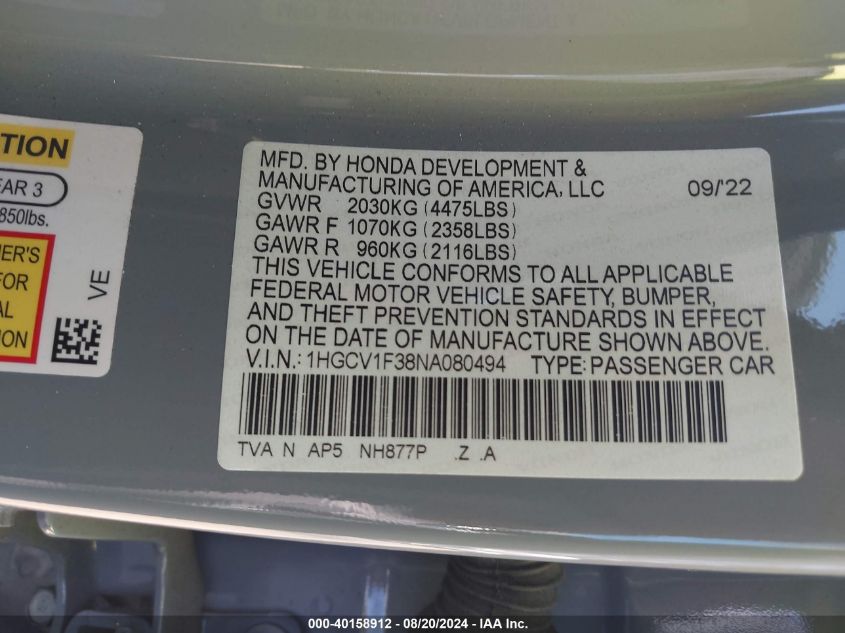 TION
EAR 3
850lbs.
ER'S
FOR
AL
ION
VE
MFD. BY HONDA DEVELOPMENT &
MANUFACTURING OF AMERICA, LLC 09/'22
GVWR 2030KG (4475LBS)
GAWR F 1070KG (2358LBS)
GAWR R 960KG (2116LBS)
THIS VEHICLE CONFORMS TO ALL APPLICABLE
FEDERAL MOTOR VEHICLE SAFETY, BUMPER,
AND THEFT PREVENTION STANDARDS IN EFFECT
ON THE DATE OF MANUFACTURE SHOWN ABOVE.
V.I.N.: 1HGCV1F38NA080494 TYPE: PASSENGER CAR
TVA N AP5 NH877P .Z .A
000-40158912 - 08/20/2024 - IAA Inc.